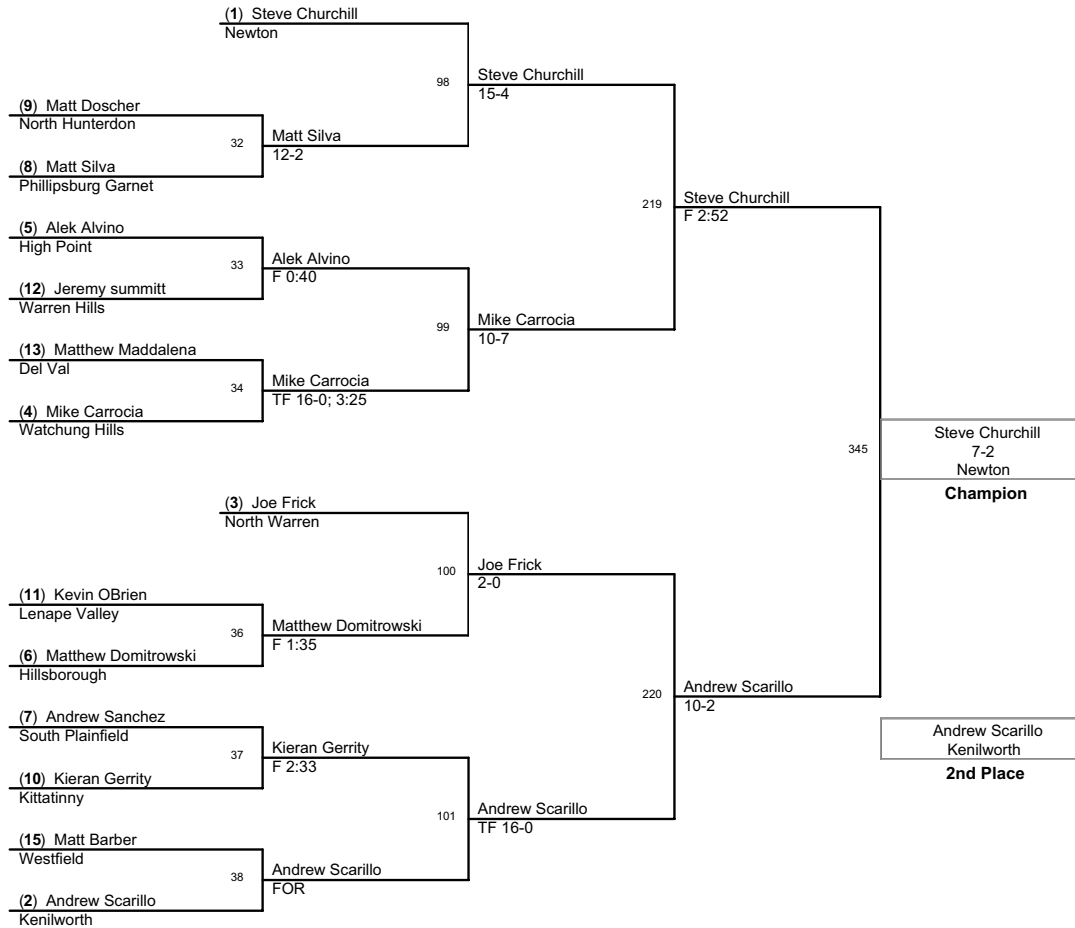 (1) Steve Churchill
Newton
98
Steve Churchill
15-4
(9) Matt Doscher
North Hunterdon
32
Matt Silva
12-2
(8) Matt Silva
Phillipsburg Garnet
219
Steve Churchill
F 2:52
(5) Alek Alvino
High Point
33
Alek Alvino
F 0:40
(12) Jeremy summitt
Warren Hills
99
Mike Carrocia
10-7
(13) Matthew Maddalena
Del Val
34
Mike Carrocia
TF 16-0; 3:25
(4) Mike Carrocia
Watchung Hills
345
Steve Churchill
7-2
Newton
Champion
(3) Joe Frick
North Warren
100
Joe Frick
2-0
(11) Kevin OBrien
Lenape Valley
36
Matthew Domitrowski
F 1:35
(6) Matthew Domitrowski
Hillsborough
220
Andrew Scarillo
10-2
(7) Andrew Sanchez
South Plainfield
37
Kieran Gerrity
F 2:33
(10) Kieran Gerrity
Kittatinny
101
Andrew Scarillo
TF 16-0
(15) Matt Barber
Westfield
38
Andrew Scarillo
FOR
(2) Andrew Scarillo
Kenilworth
Andrew Scarillo
Kenilworth
2nd Place